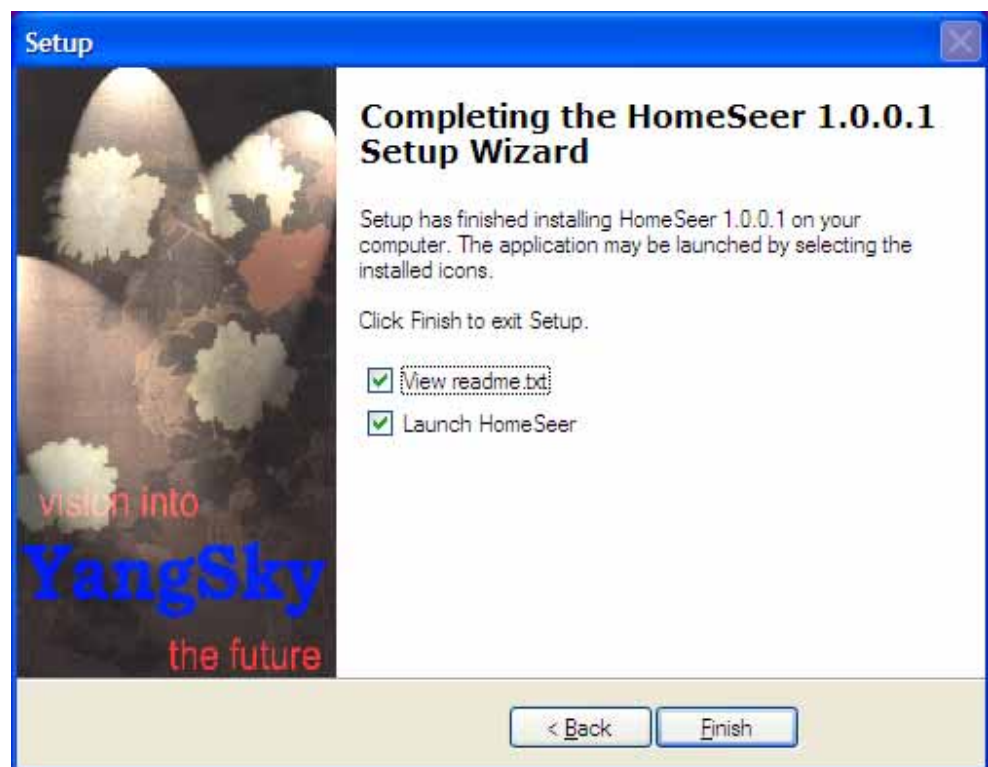 Setup
Completing the HomeSeer 1.0.0.1
Setup Wizard
Setup has finished installing HomeSeer 1.0.0.1 on your
computer. The application may be launched by selecting the
installed icons.
Click Finish to exit Setup.
View readme.txt
Launch HomeSeer
vision into
YangSky
the future
< Back
Finish